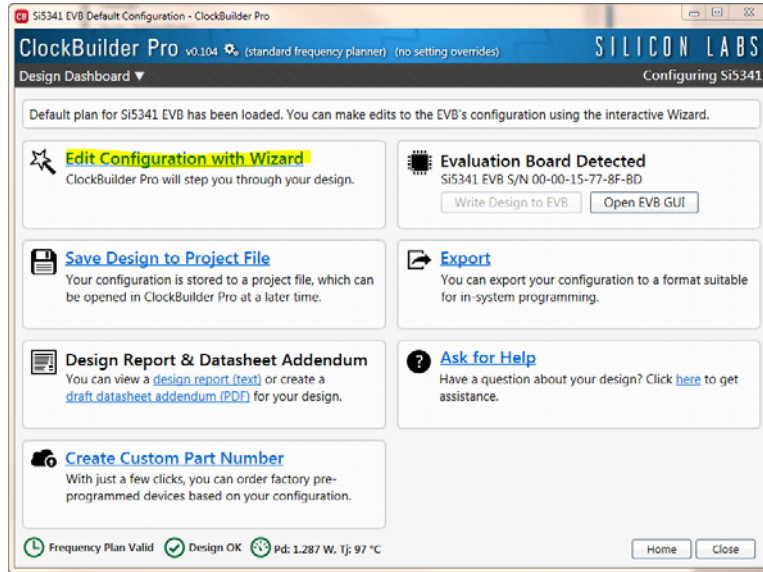 CB Si5341 EVB Default Configuration - ClockBuilder Pro
ClockBuilder Pro v0.104 (standard frequency planner) (no setting overrides) SILICON LABS
Design Dashboard ▼ Configuring Si5341
Default plan for Si5341 EVB has been loaded. You can make edits to the EVB's configuration using the interactive Wizard.
Edit Configuration with Wizard
ClockBuilder Pro will step you through your design.
Evaluation Board Detected
Si5341 EVB S/N 00-00-15-77-8F-8D
Write Design to EVB Open EVB GUI
Save Design to Project File
Your configuration is stored to a project file, which can
be opened in ClockBuilder Pro at a later time.
Export
You can export your configuration to a format suitable
for in-system programming.
Design Report & Datasheet Addendum
You can view a design report (text) or create a
draft datasheet addendum (PDF) for your design.
Ask for Help
Have a question about your design? Click here to get
assistance.
Create Custom Part Number
With just a few clicks, you can order factory pre-
programmed devices based on your configuration.
Frequency Plan Valid Design OK Pd: 1.287 W, Tj: 97 °C Home Close